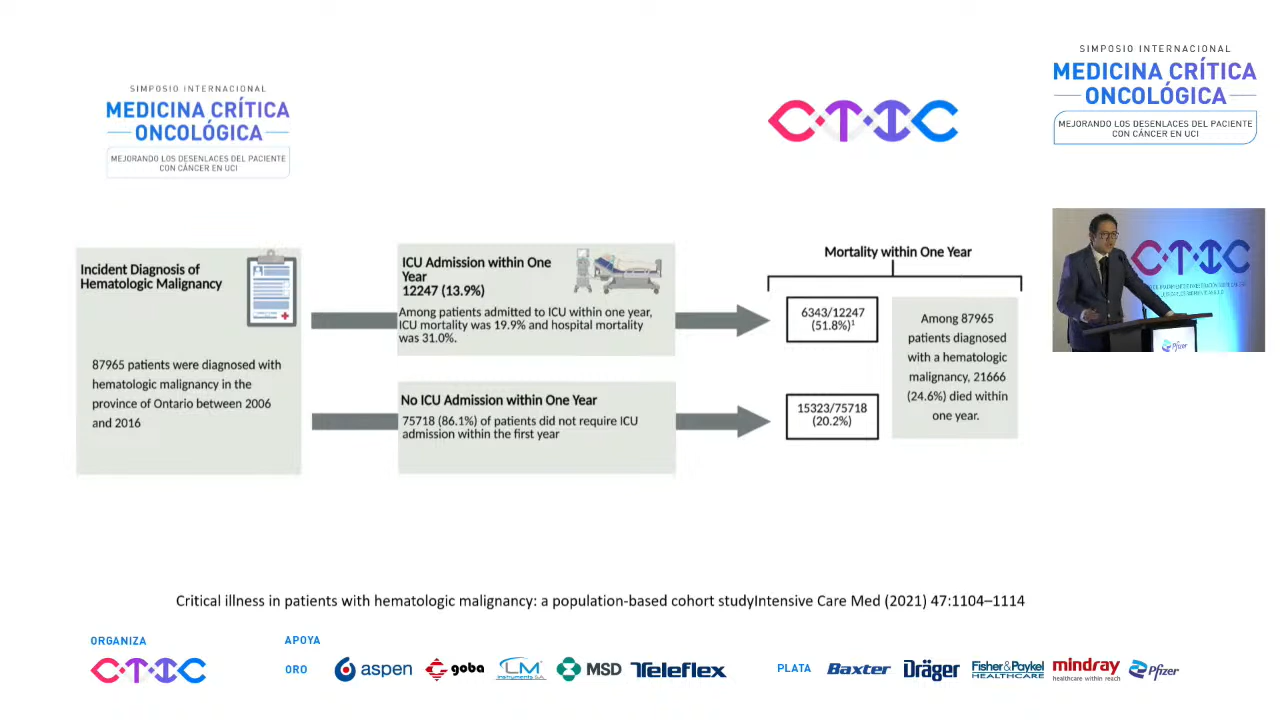 SIMPOSIO INTERNACIONAL
MEDICINA CRÍTICA
ONCOLÓGICA
MEJORANDO LOS DESENLACES DEL PACIENTE
CON CÁNCER EN UCI
CTIC
SIMPOSIO INTERNACIONAL
MEDICINA CRÍTICA
ONCOLÓGICA
MEJORANDO LOS DESENLACES DEL PACIENTE
CON CÁNCER EN UCI
CTIC
Pfizer
Incident Diagnosis of
Hematologic Malignancy
87965 patients were diagnosed with
hematologic malignancy in the
province of Ontario between 2006
and 2016
ICU Admission within One
Year
12247 (13.9%)
Among patients admitted to ICU within one year,
ICU mortality was 19.9% and hospital mortality
was 31.0%.
No ICU Admission within One Year
75718 (86.1%) of patients did not require ICU
admission within the first year
Mortality within One Year
6343/12247
(51.8%)¹
15323/75718
(20.2%)
Among 87965
patients diagnosed
with a hematologic
malignancy, 21666
(24.6%) died within
one year.
Critical illness in patients with hematologic malignancy: a population-based cohort studyIntensive Care Med (2021) 47:1104–1114
ORGANIZA
CTIC
APOYA
ORO
aspen
goba
LM
instruments S.A.
MSD
Teleflex
PLATA
Baxter
Dräger
Fisher&Paykel
HEALTHCARE
mindray
healthcare within reach
Pfizer